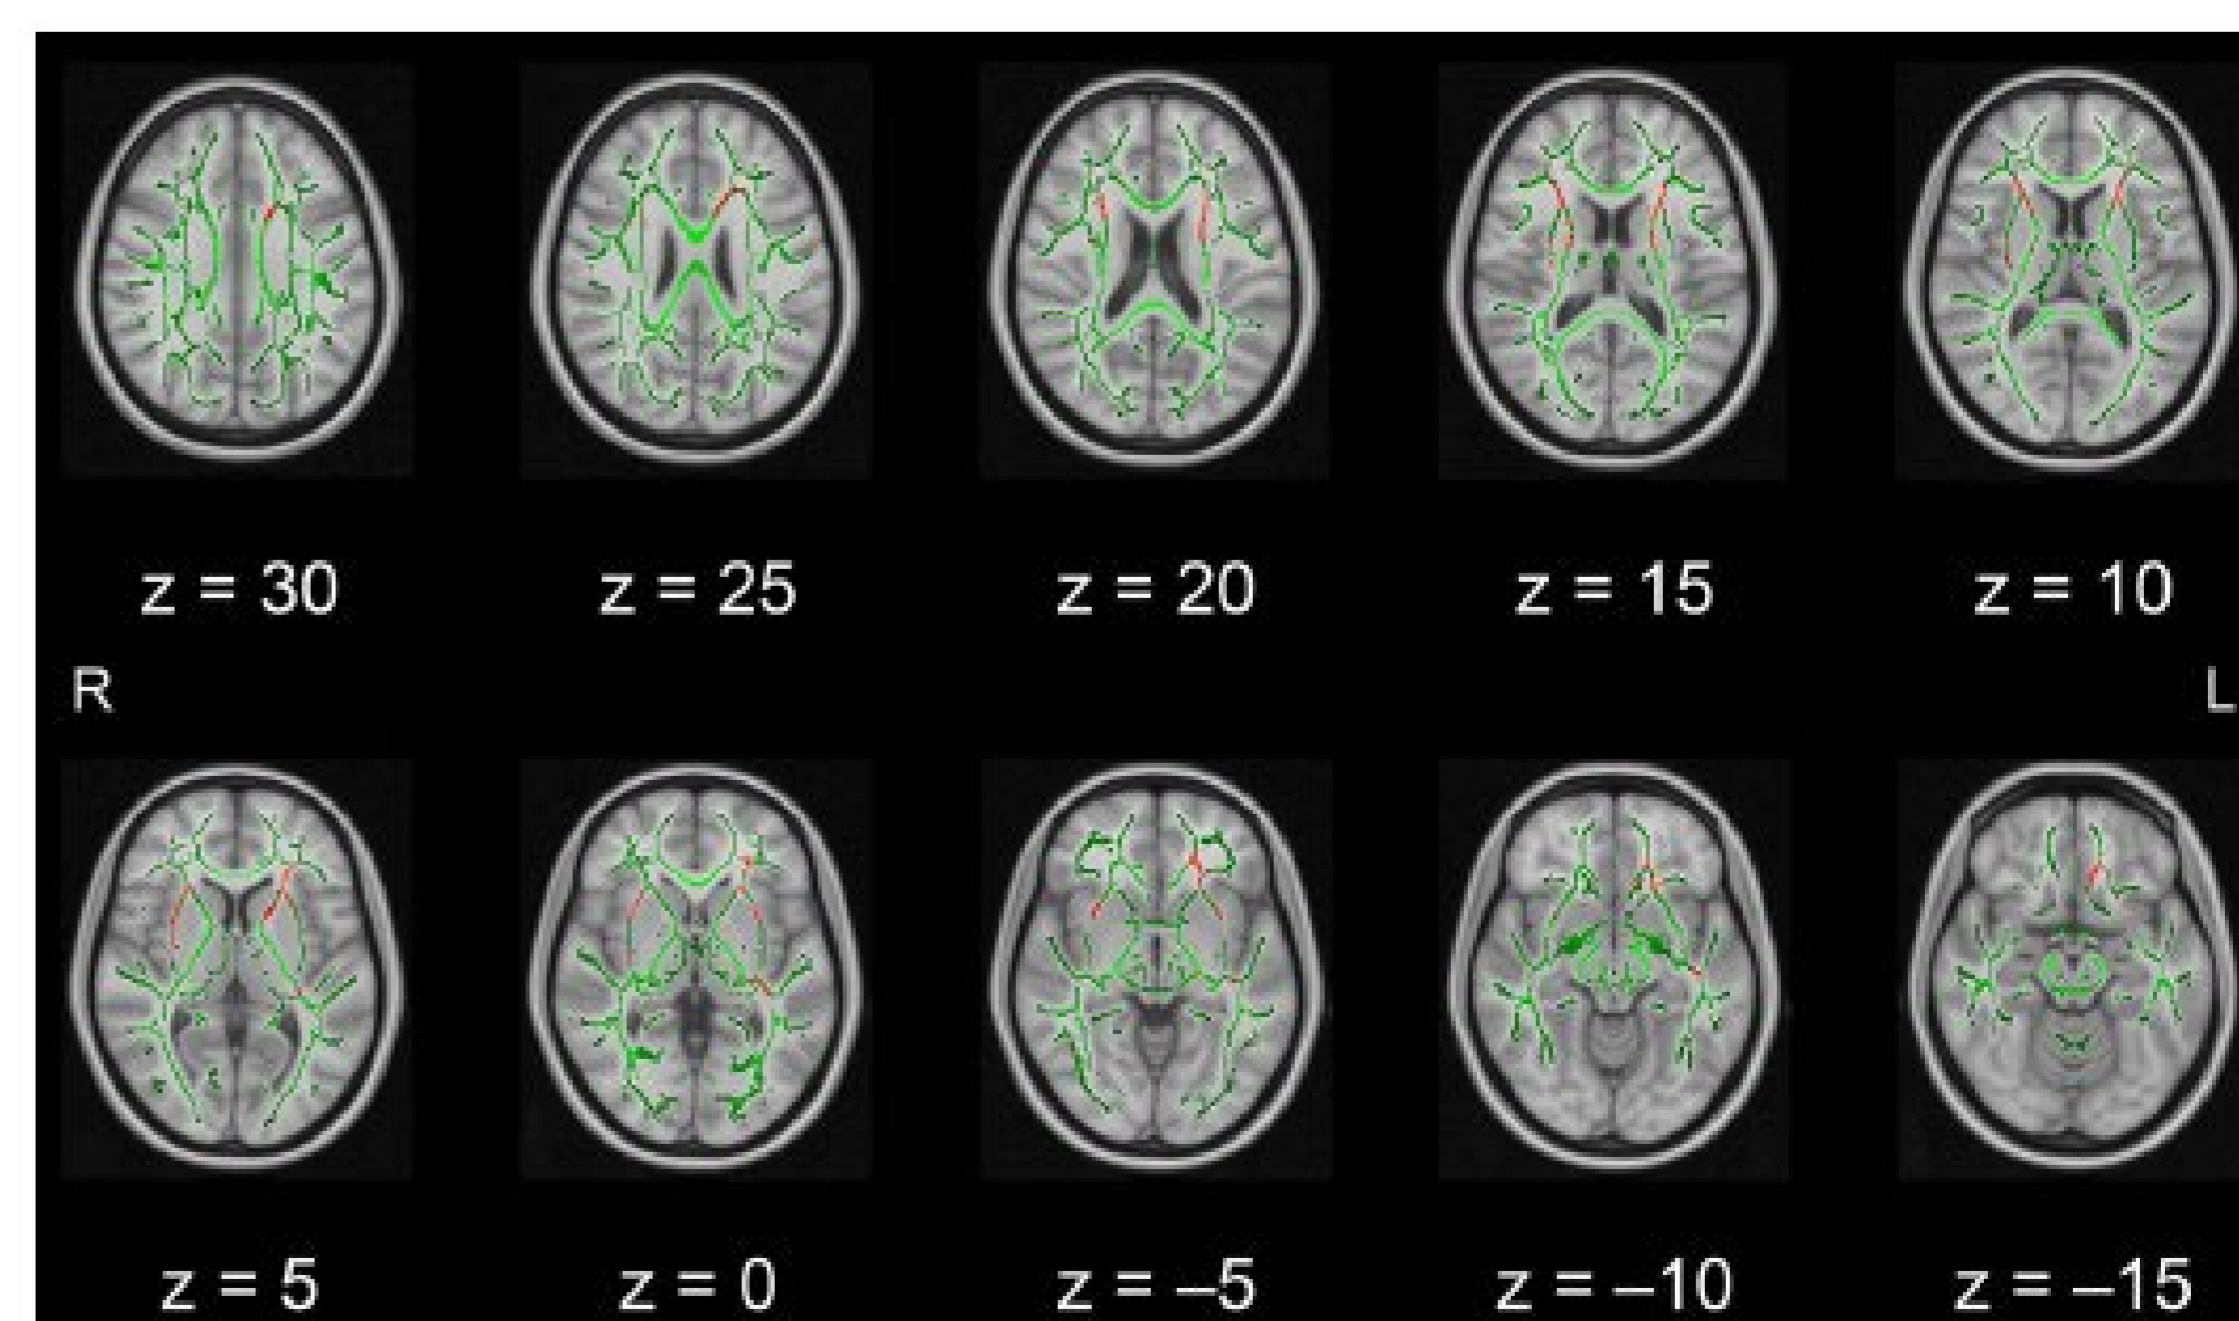 z = 30 z = 25 z = 20 z = 15 z = 10
R L
z = 5 z = 0 z = –5 z = –10 z = –15